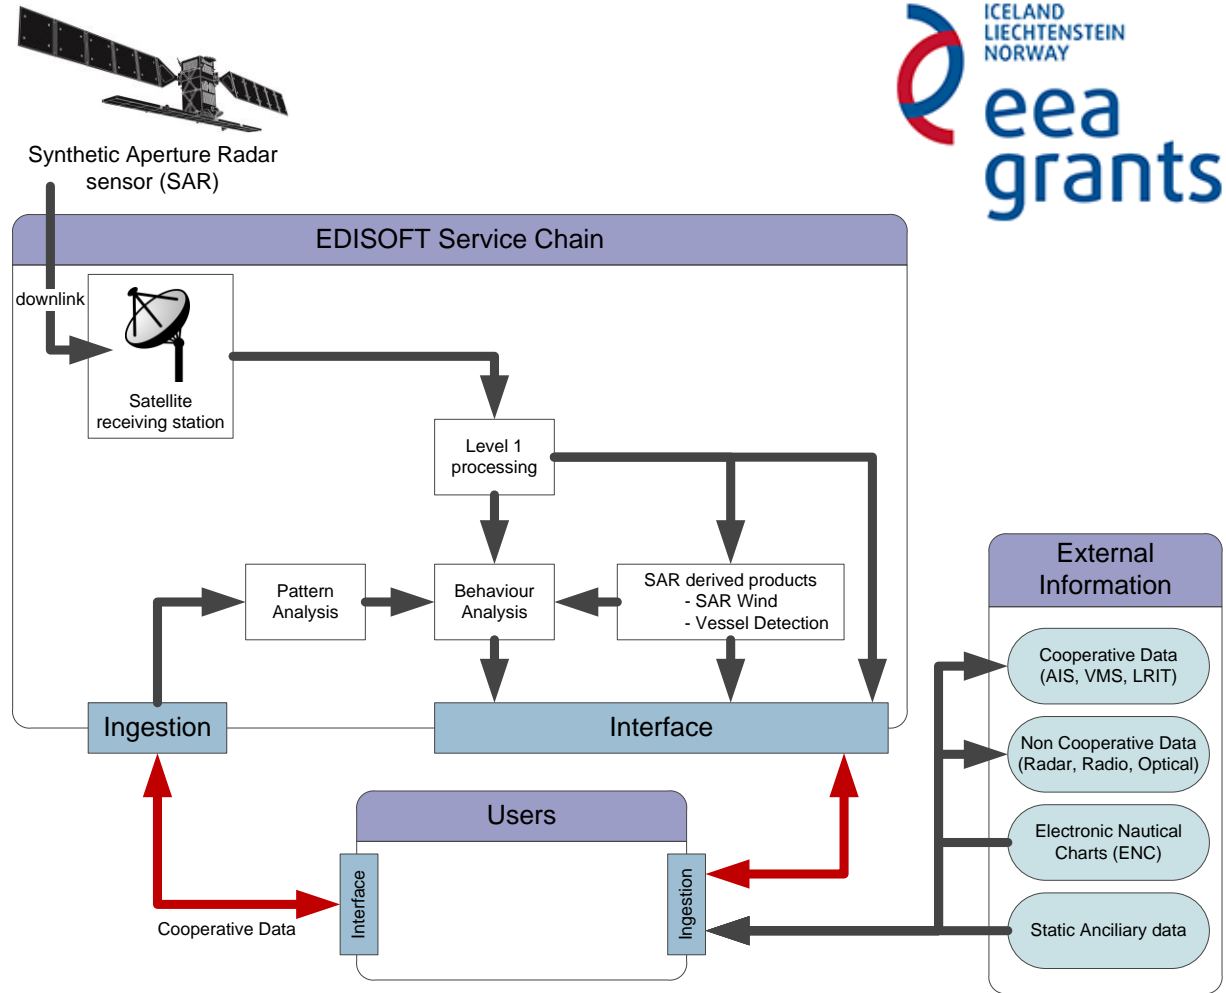 ICELAND
LIECHTENSTEIN
NORWAY
eea
grants
Synthetic Aperture Radar
sensor (SAR)
EDISOFT Service Chain
downlink
Satellite
receiving station
Level 1
processing
Pattern
Analysis
Behaviour
Analysis
SAR derived products
- SAR Wind
- Vessel Detection
Ingestion
Interface
External
Information
Cooperative Data
(AIS, VMS, LRIT)
Non Cooperative Data
(Radar, Radio, Optical)
Electronic Nautical
Charts (ENC)
Static Anciliary data
Users
Interface
Ingestion
Cooperative Data